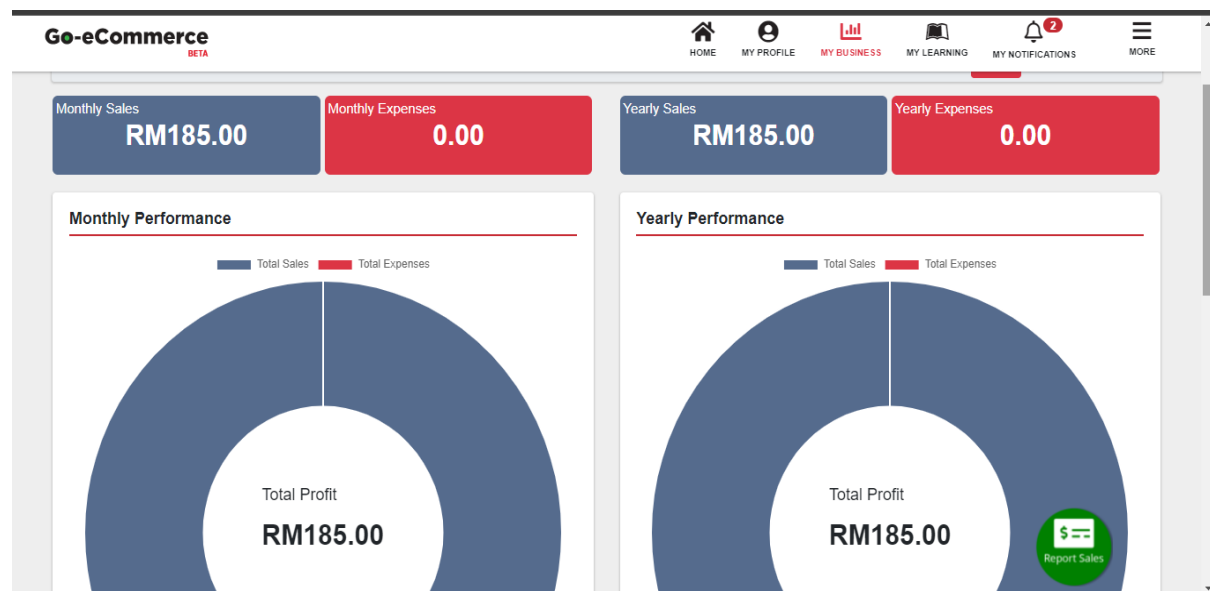 Go-eCommerce
BETA
HOME
MY PROFILE
MY BUSINESS
MY LEARNING
2
MY NOTIFICATIONS
MORE
Monthly Sales
RM185.00
Monthly Expenses
0.00
Yearly Sales
RM185.00
Yearly Expenses
0.00
Monthly Performance
Total Sales
Total Expenses
Total Profit
RM185.00
Yearly Performance
Total Sales
Total Expenses
Total Profit
RM185.00
$
Report Sales